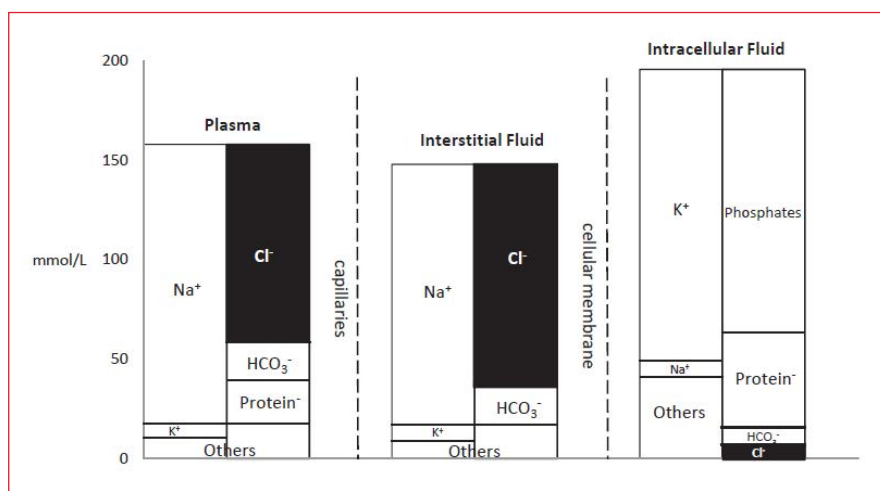 200
150
100
50
0
mmol/L
Plasma
Na⁺
K⁺
Cl⁻
HCO₃⁻
Protein⁻
Others
capillaries
Interstitial Fluid
Na⁺
K⁺
Cl⁻
HCO₃⁻
Others
cellular membrane
Intracellular Fluid
K⁺
Na⁺
Others
Phosphates
Protein⁻
HCO₃⁻
Cl⁻